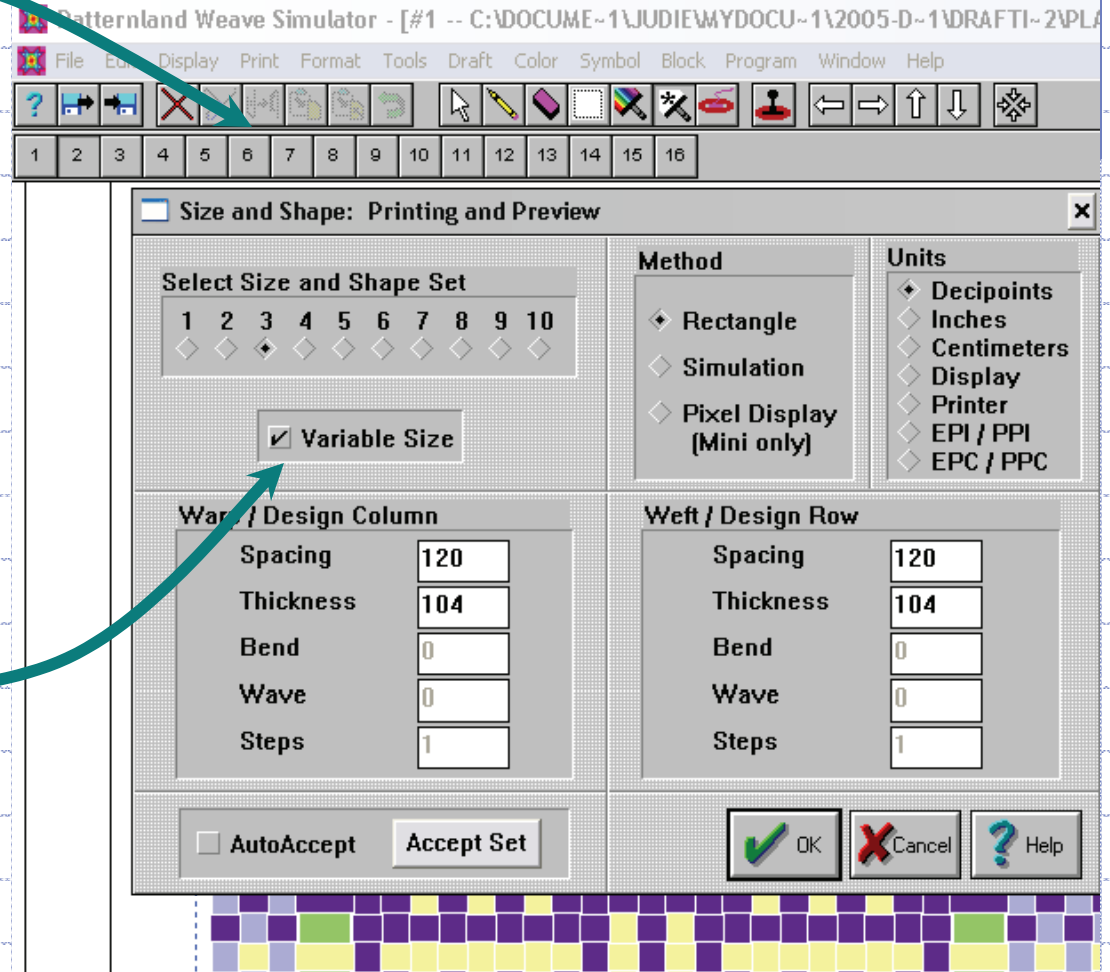 Patternland Weave Simulator - [#1 -- C:\DOCUME~1\JUDIE\MYDOCU~1\2005-D~1\DRAFTI~2\PLA
File Edit Display Print Format Tools Draft Color Symbol Block Program Window Help
1 2 3 4 5 6 7 8 9 10 11 12 13 14 15 16
Size and Shape: Printing and Preview
Select Size and Shape Set
1 2 3 4 5 6 7 8 9 10
Variable Size
Method
Rectangle
Simulation
Pixel Display
(Mini only)
Units
Decipoints
Inches
Centimeters
Display
Printer
EPI / PPI
EPC / PPC
Warp / Design Column
Spacing 120
Thickness 104
Bend 0
Wave 0
Steps 1
Weft / Design Row
Spacing 120
Thickness 104
Bend 0
Wave 0
Steps 1
AutoAccept Accept Set
OK Cancel Help